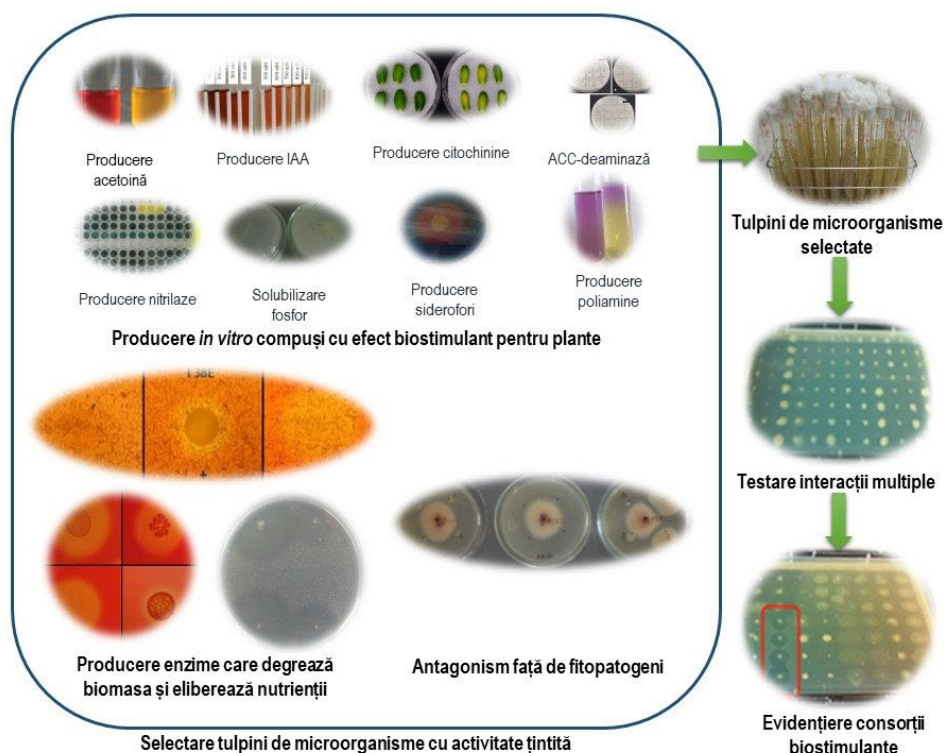 Producere
acetoină
Producere IAA
Producere citochinine
ACC-deaminază
Producere nitrilaze
Solubilizare
fosfor
Producere
siderofori
Producere
poliamine
Producere in vitro compuși cu efect biostimulant pentru plante
Producere enzime care degrează
biomasa și eliberează nutrienții
Antagonism față de fitopatogeni
Selectare tulpini de microorganisme cu activitate țintită
Tulpini de microorganisme
selectate
Testare interacții multiple
Evidențiere consorții
biostimulante